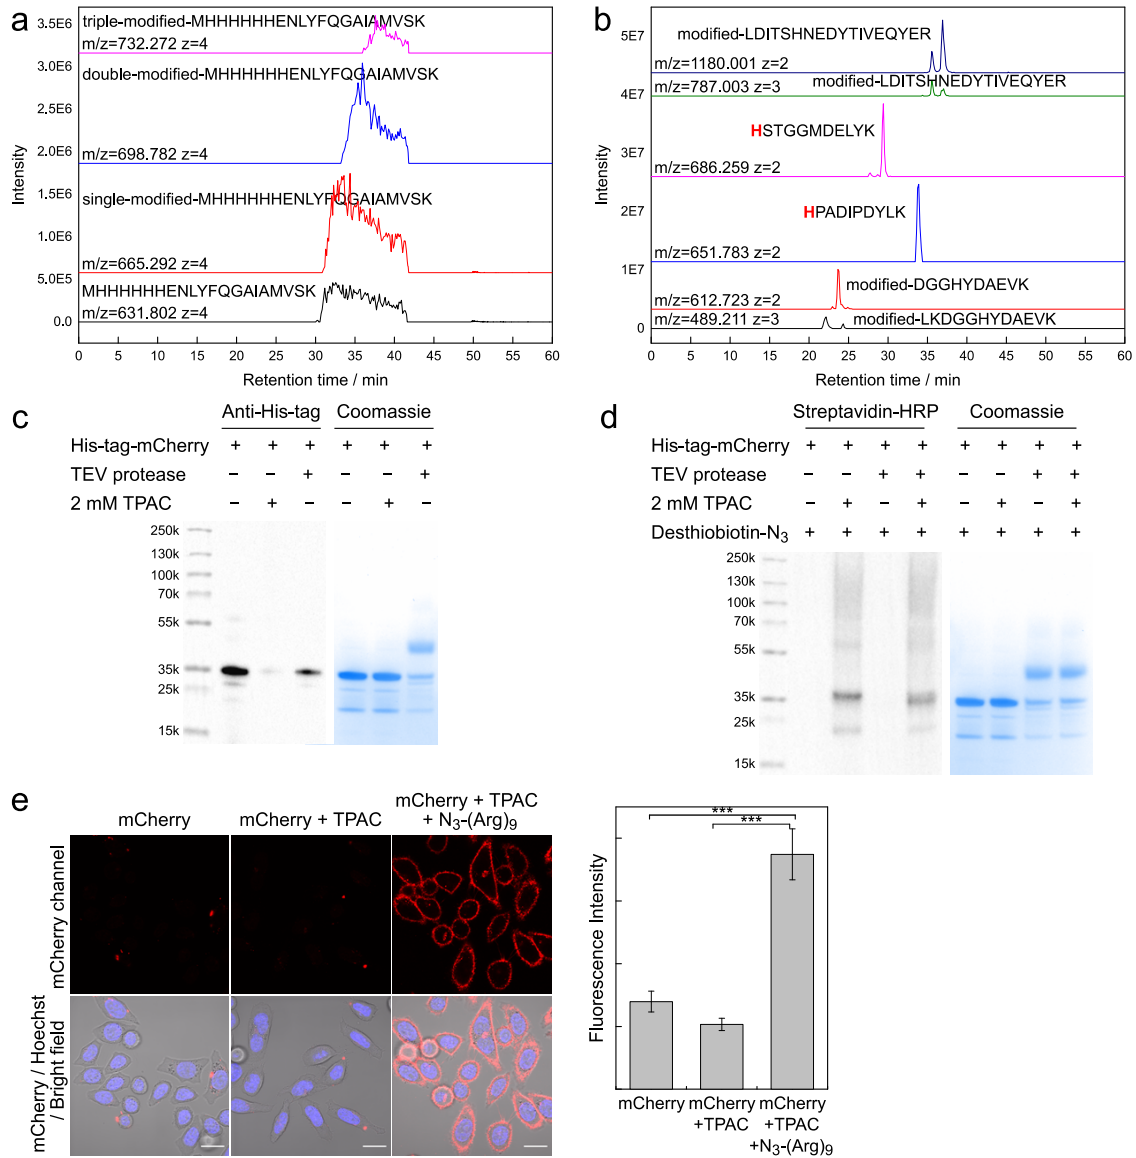 a
3.5E6
3.0E6
2.5E6
2.0E6
1.5E6
1.0E6
5.0E5
0.0
Intensity
triple-modified-MHHHHHHENLYFQGAIAMVSK
m/z=732.272 z=4
double-modified-MHHHHHHENLYFQGAIAMVSK
m/z=698.782 z=4
single-modified-MHHHHHHENLYFQGAIAMVSK
m/z=665.292 z=4
MHHHHHHENLYFQGAIAMVSK
m/z=631.802 z=4
0 5 10 15 20 25 30 35 40 45 50 55 60
Retention time / min
b
5E7
4E7
3E7
2E7
1E7
0
Intensity
modified-LDITSHNEDYTIVEQYER
m/z=1180.001 z=2
modified-LDITSHNEDYTIVEQYER
m/z=787.003 z=3
HSTGGMDELYK
m/z=686.259 z=2
HPADIPDYLK
m/z=651.783 z=2
modified-DGGHYDAEVK
m/z=612.723 z=2
modified-LKDGGHYDAEVK
m/z=489.211 z=3
0 5 10 15 20 25 30 35 40 45 50 55 60
Retention time / min
c
Anti-His-tag Coomassie
His-tag-mCherry + + + + + +
TEV protease − − + − − +
2 mM TPAC − + − − + −
250k
130k
100k
70k
55k
35k
25k
15k
d
Streptavidin-HRP Coomassie
His-tag-mCherry + + + + + + + +
TEV protease − − + + − − + +
2 mM TPAC − + − + − + − +
Desthiobiotin-N3 + + + + + + + +
250k
130k
100k
70k
55k
35k
25k
15k
e
mCherry
mCherry + TPAC
mCherry + TPAC
+ N3-(Arg)9
mCherry channel
mCherry / Hoechst
/ Bright field
Fluorescence Intensity
***
***
mCherry
mCherry
+TPAC
mCherry
+TPAC
+N3-(Arg)9